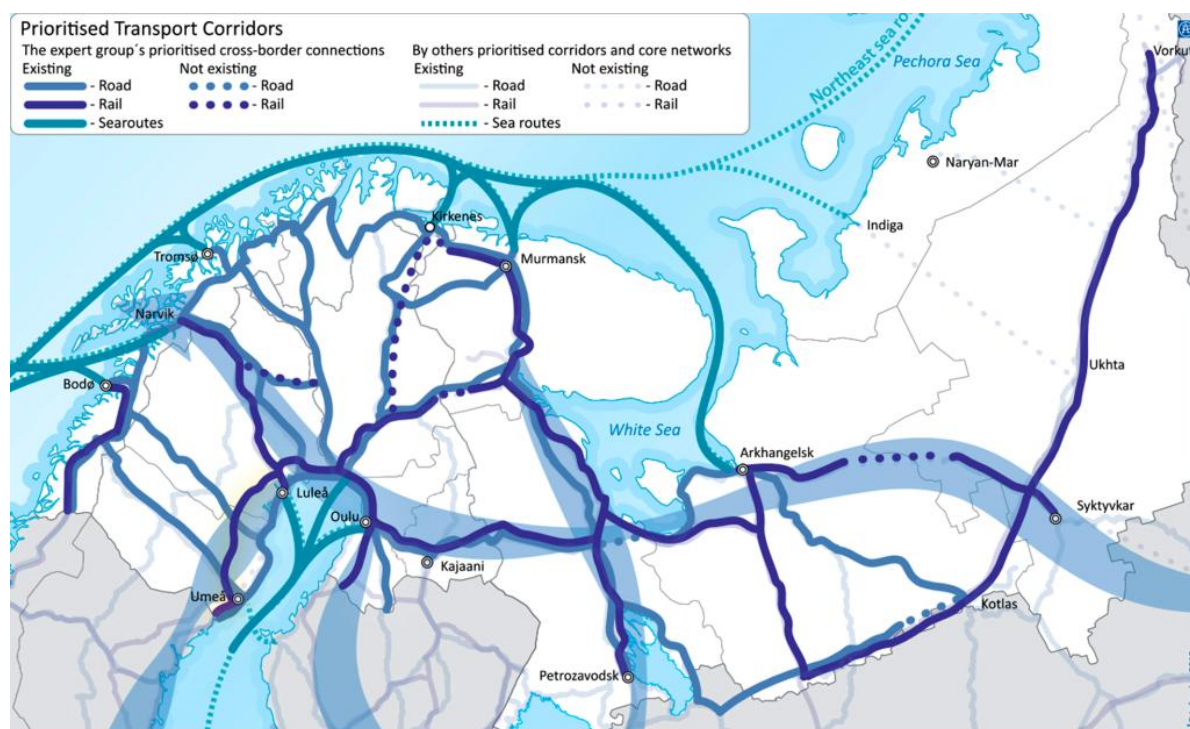 Prioritised Transport Corridors
The expert group´s prioritised cross-border connections
By others prioritised corridors and core networks
Existing
Not existing
Existing
Not existing
- Road
- Road
- Road
- Road
- Rail
- Rail
- Rail
- Rail
- Searoutes
- Sea routes
Northeast sea ro
Pechora Sea
Vorkut
Naryan-Mar
Indiga
Kirkenes
Tromsø
Murmansk
Narvik
Ukhta
Bodø
White Sea
Arkhangelsk
Luleå
Oulu
Syktyvkar
Kajaani
Umeå
Kotlas
Petrozavodsk